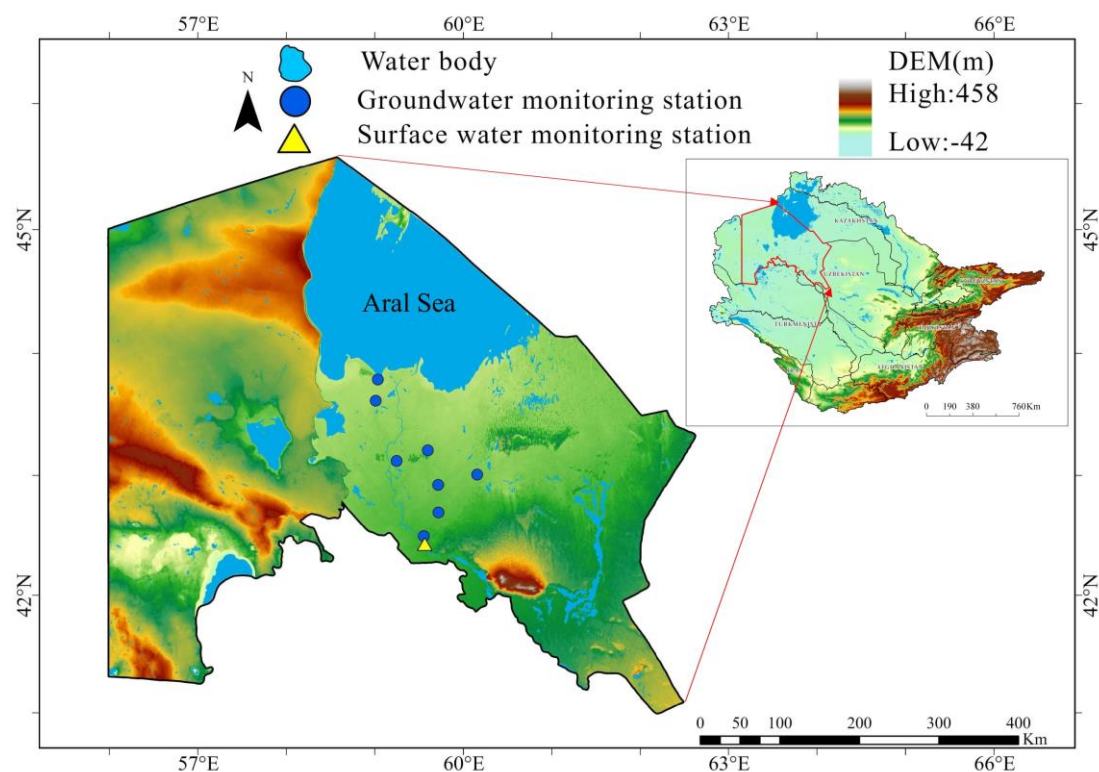 57°E 60°E 63°E 66°E
N
Water body
Groundwater monitoring station
Surface water monitoring station
DEM(m)
High:458
Low:-42
45°N
45°N
Aral Sea
KAZAKHSTAN
UZBEKISTAN
TURKMENISTAN
AFGHANISTAN
0 190 380 760Km
42°N
42°N
0 50 100 200 300 400
Km
57°E 60°E 63°E 66°E